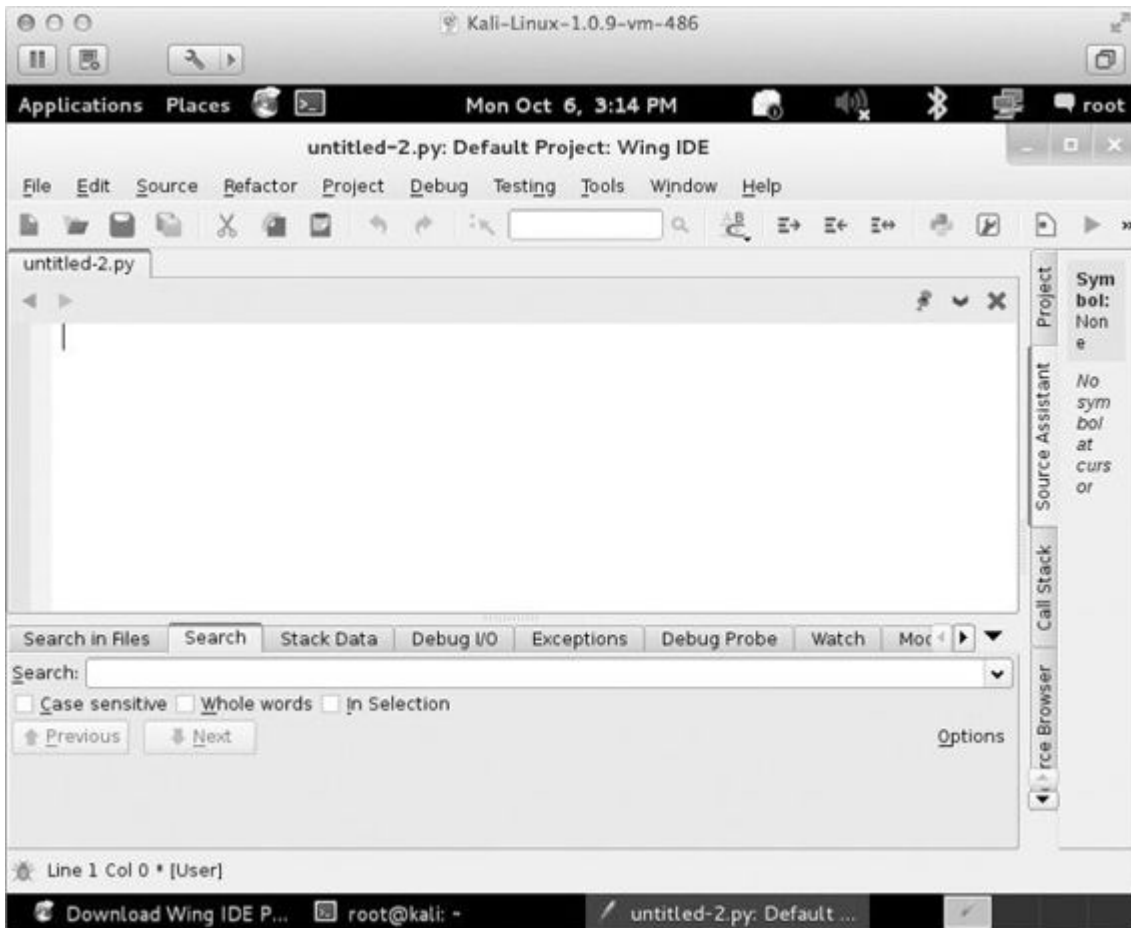 Kali-Linux-1.0.9-vm-486
Applications Places Mon Oct 6, 3:14 PM root
untitled-2.py: Default Project: Wing IDE
File Edit Source Refactor Project Debug Testing Tools Window Help
untitled-2.py
Project
Source Assistant
Call Stack
rce Browser
Sym
bol:
Non
e
No
sym
bol
at
curs
or
Search in Files Search Stack Data Debug I/O Exceptions Debug Probe Watch Moc
Search:
Case sensitive Whole words In Selection
Previous Next Options
Line 1 Col 0 * [User]
Download Wing IDE P... root@kali: ~ untitled-2.py: Default ...